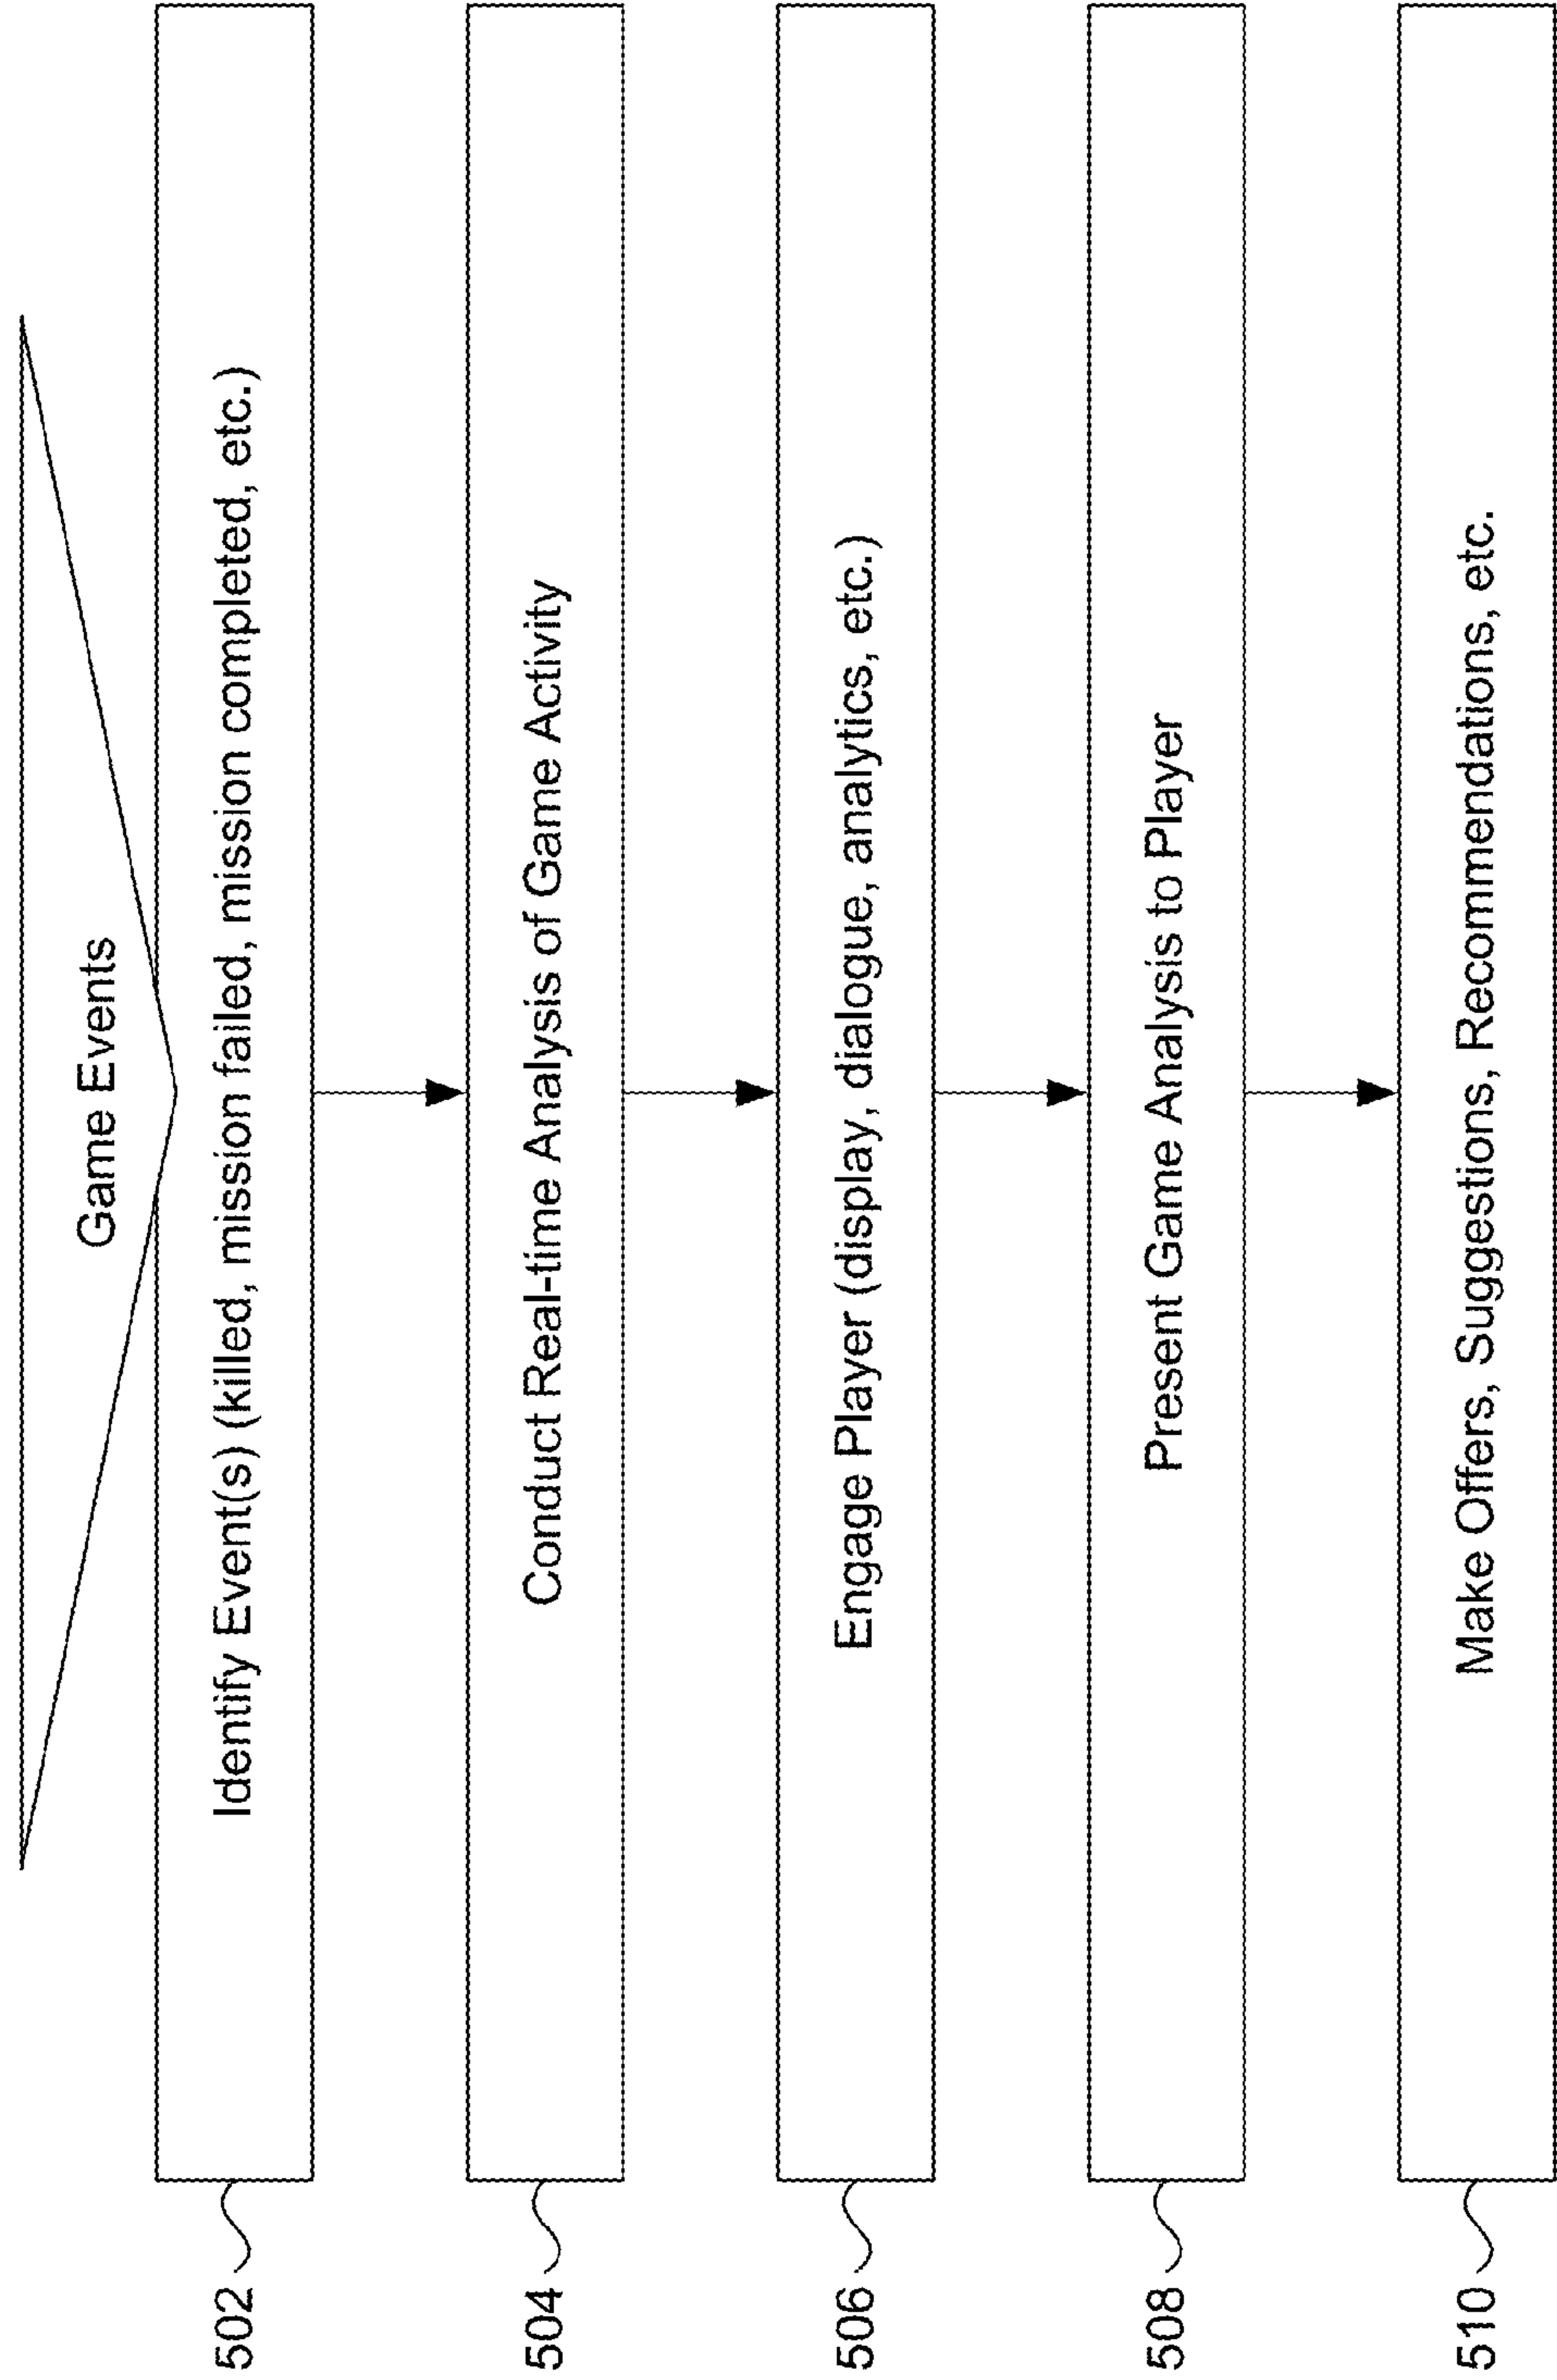 Game Events
Identify Event(s) (killed, mission failed, mission completed, etc.)
502
Conduct Real-time Analysis of Game Activity
504
Engage Player (display, dialogue, analytics, etc.)
506
Present Game Analysis to Player
508
Make Offers, Suggestions, Recommendations, etc.
510